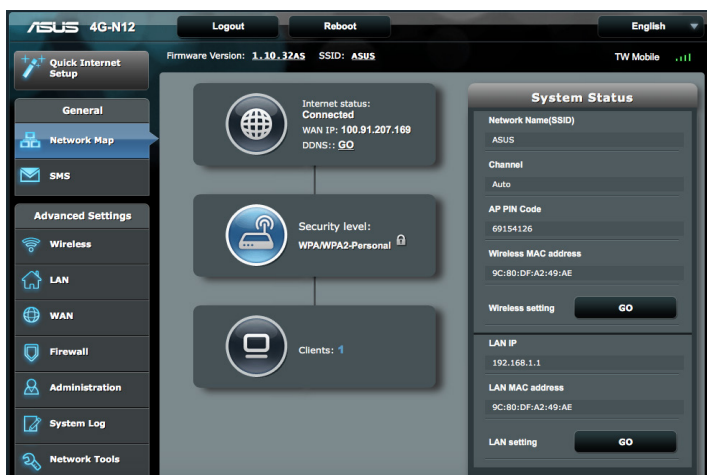 ASUS 4G-N12
Logout
Reboot
English
Firmware Version: 1.10.32AS SSID: ASUS
TW Mobile
Quick Internet
Setup
General
Network Map
SMS
Advanced Settings
Wireless
LAN
WAN
Firewall
Administration
System Log
Network Tools
Internet status:
Connected
WAN IP: 100.91.207.169
DDNS:: GO
Security level:
WPA/WPA2-Personal
Clients: 1
System Status
Network Name(SSID)
ASUS
Channel
Auto
AP PIN Code
69154126
Wireless MAC address
9C:80:DF:A2:49:AE
Wireless setting GO
LAN IP
192.168.1.1
LAN MAC address
9C:80:DF:A2:49:AE
LAN setting GO